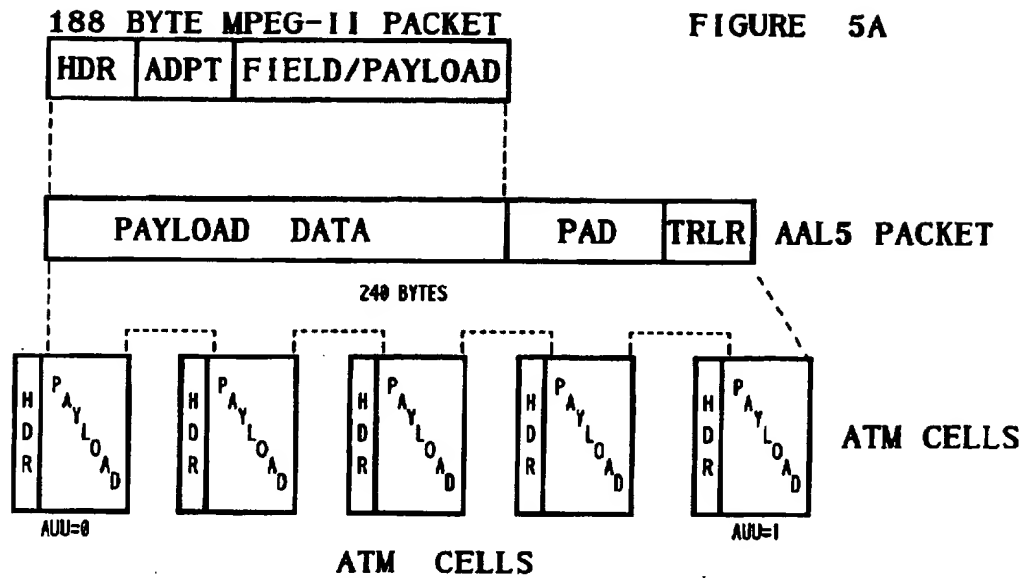 188 BYTE MPEG-II PACKET
FIGURE 5A
HDR ADPT FIELD/PAYLOAD
PAYLOAD DATA PAD TRLR AAL5 PACKET
240 BYTES
HDR PAYLOAD HDR PAYLOAD HDR PAYLOAD HDR PAYLOAD HDR PAYLOAD
ATM CELLS
AUU=0 AUU=1
ATM CELLS